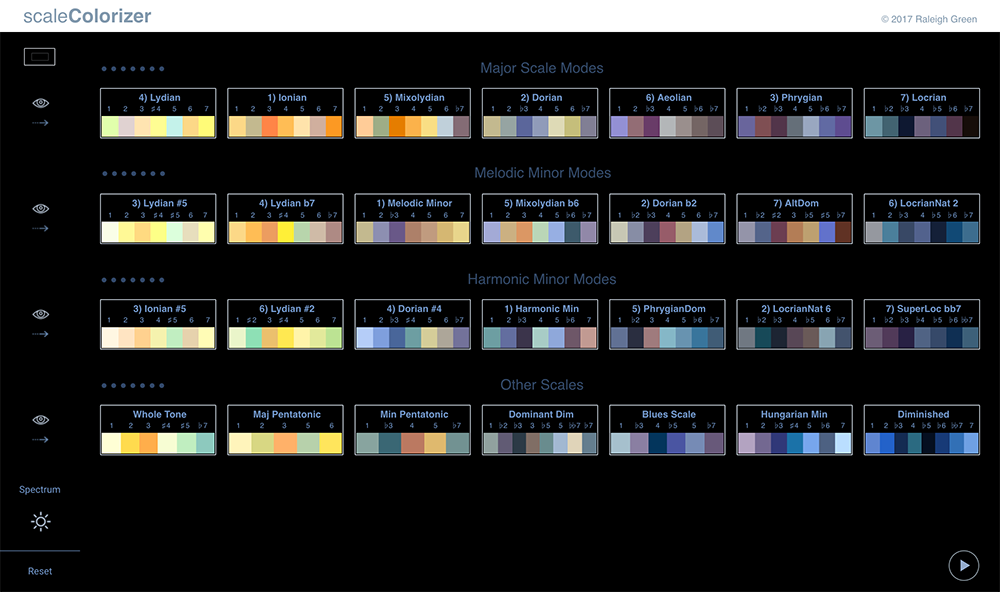 scaleColorizer
© 2017 Raleigh Green
Major Scale Modes
4) Lydian
1 2 3 ♯4 5 6 7
1) Ionian
1 2 3 4 5 6 7
5) Mixolydian
1 2 3 4 5 6 ♭7
2) Dorian
1 2 ♭3 4 5 6 ♭7
6) Aeolian
1 2 ♭3 4 5 ♭6 ♭7
3) Phrygian
1 ♭2 ♭3 4 5 ♭6 ♭7
7) Locrian
1 ♭2 ♭3 4 ♭5 ♭6 ♭7
Melodic Minor Modes
3) Lydian #5
1 2 3 ♯4 ♯5 6 7
4) Lydian b7
1 2 3 ♯4 5 6 ♭7
1) Melodic Minor
1 2 ♭3 4 5 6 7
5) Mixolydian b6
1 2 3 4 5 ♭6 ♭7
2) Dorian b2
1 ♭2 ♭3 4 5 6 ♭7
7) AltDom
1 ♭2 ♯2 3 ♭5 ♯5 ♭7
6) LocrianNat 2
1 2 ♭3 4 ♭5 ♭6 ♭7
Harmonic Minor Modes
3) Ionian #5
1 2 3 4 ♯5 6 7
6) Lydian #2
1 ♯2 3 ♯4 5 6 7
4) Dorian #4
1 2 ♭3 ♯4 5 6 ♭7
1) Harmonic Min
1 2 ♭3 4 5 ♭6 7
5) PhrygianDom
1 ♭2 3 4 5 ♭6 ♭7
2) LocrianNat 6
1 ♭2 ♭3 4 ♭5 6 ♭7
7) SuperLoc bb7
1 ♭2 ♭3 ♭4 ♭5 ♭6 ♭♭7
Other Scales
Whole Tone
1 2 3 ♯4 ♯5 ♭7
Maj Pentatonic
1 2 3 5 6
Min Pentatonic
1 ♭3 4 5 ♭7
Dominant Dim
1 ♭2 ♭3 3 ♭5 5 ♭♭7 ♭7
Blues Scale
1 ♭3 4 ♭5 5 ♭7
Hungarian Min
1 2 ♭3 ♯4 5 ♭6 7
Diminished
1 2 ♭3 4 ♭5 ♭6 ♭♭7 7
Spectrum
Reset